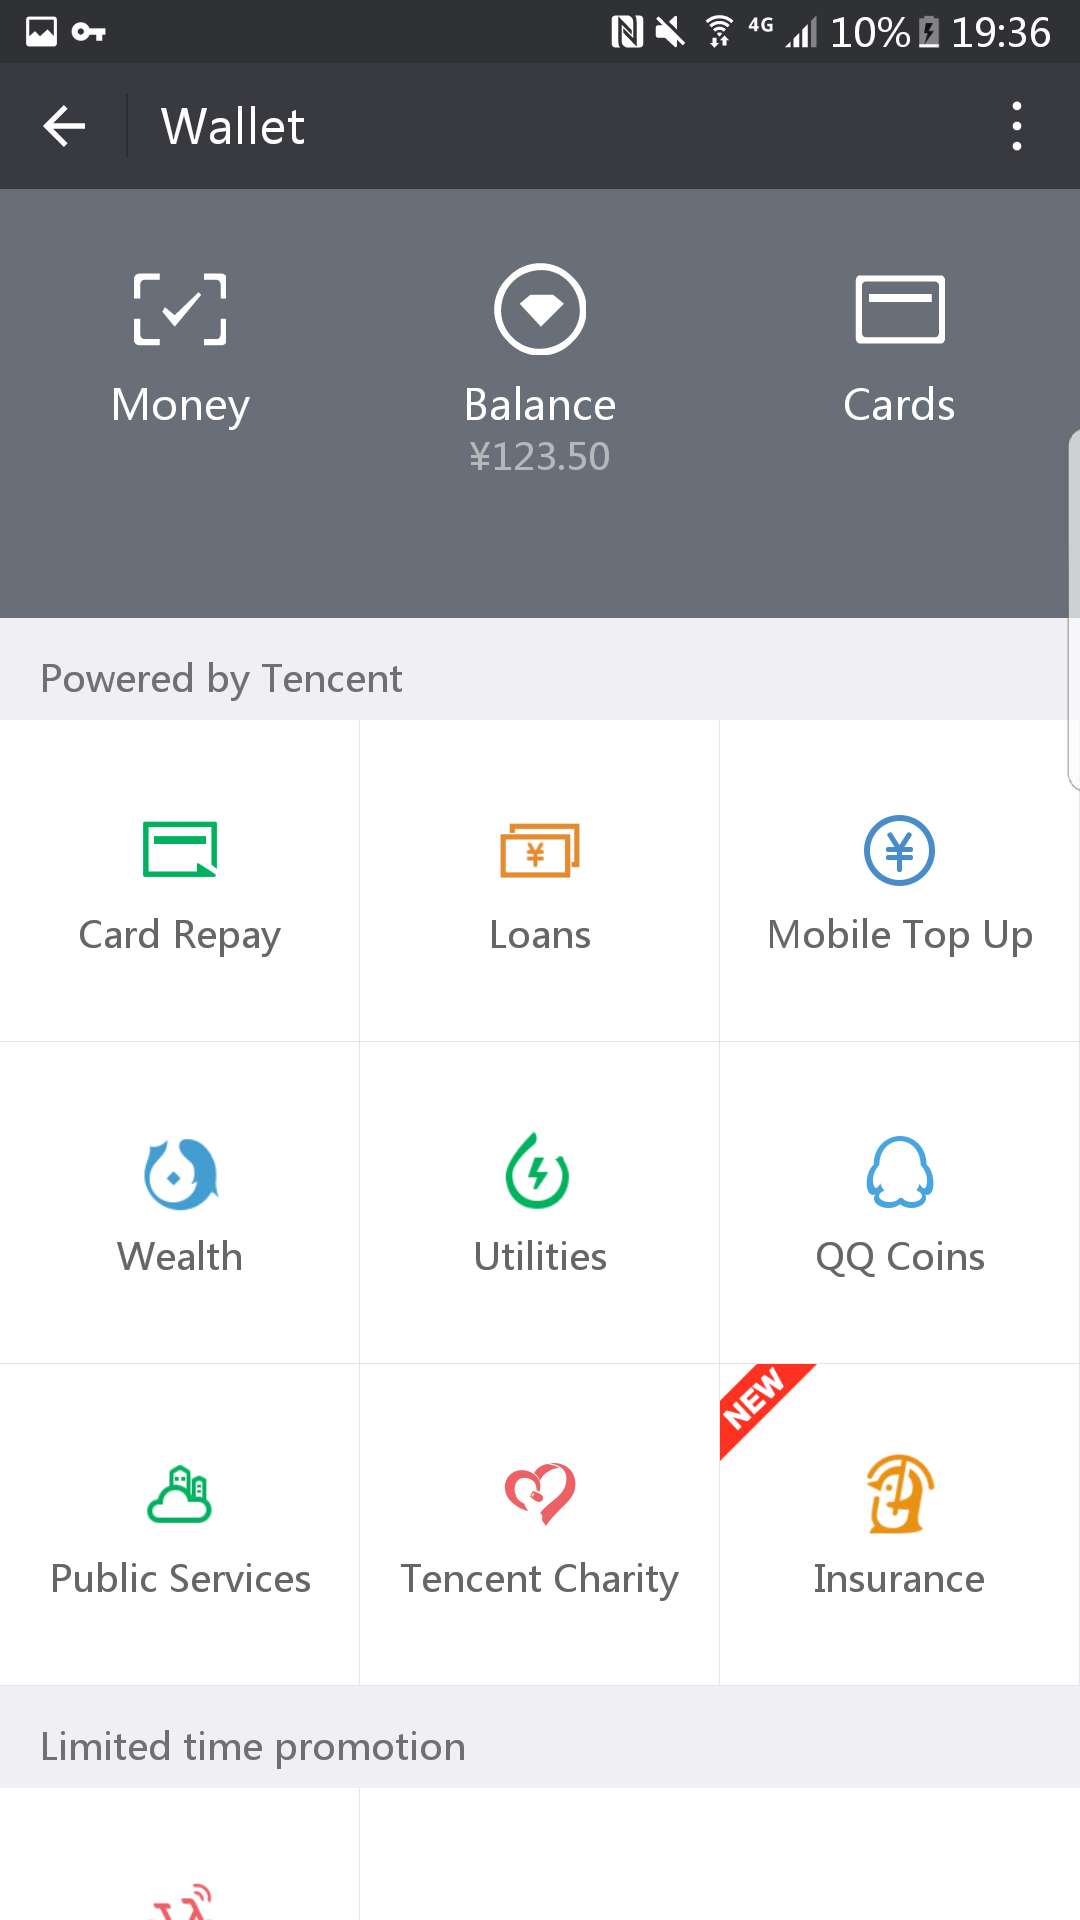 4G 10% 19:36
Wallet
Money Balance Cards
¥123.50
Powered by Tencent
Card Repay Loans Mobile Top Up
Wealth Utilities QQ Coins
NEW
Public Services Tencent Charity Insurance
Limited time promotion